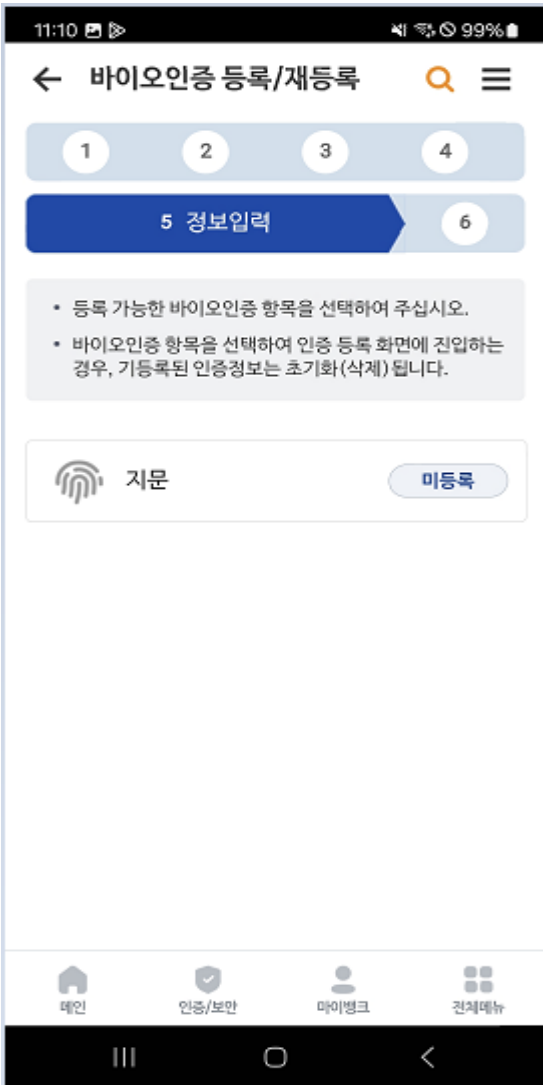 11:10 99%
바이오인증 등록/재등록
1 2 3 4
5 정보입력 6
• 등록 가능한 바이오인증 항목을 선택하여 주십시오.
• 바이오인증 항목을 선택하여 인증 등록 화면에 진입하는
경우, 기등록된 인증정보는 초기화(삭제)됩니다.
지문 미등록
메인 인증/보안 마이뱅크 전체메뉴